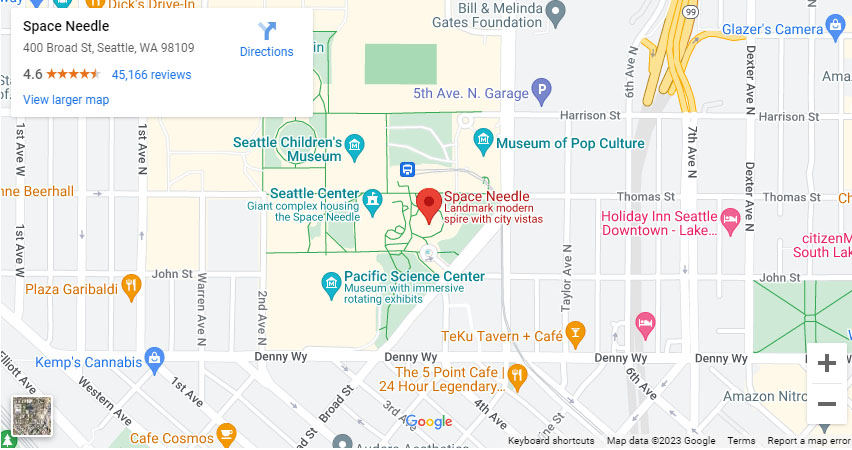 Dick's Drive-In
Bill & Melinda
Gates Foundation
99
Glazer's Camera
Space Needle
400 Broad St, Seattle, WA 98109
4.6
45,166 reviews
View larger map
Directions
5th Ave. N. Garage
6th Ave N
Dexter Ave N
Harrison St
1st Ave W
1st Ave N
Seattle Children's
Museum
Museum of Pop Culture
7th Ave N
nne Beerhall
Seattle Center
Giant complex housing
the Space Needle
Space Needle
Landmark modern
spire with city vistas
Thomas St
Thomas St
Holiday Inn Seattle
Downtown - Lake...
Dexter Ave N
citizenM
South Lak
1st Ave W
1st Ave N
John St
Plaza Garibaldi
Warren Ave N
2nd Ave N
Pacific Science Center
Museum with immersive
rotating exhibits
Taylor Ave N
John St
TeKu Tavern + Café
Kemp's Cannabis
Denny Wy
Denny Wy
Denny Wy
Denny Wy
Elliott Ave
Western Ave
1st Ave
Broad St
The 5 Point Cafe |
24 Hour Legendary...
6th Ave
Amazon Nitro
3rd Ave
4th Ave
Cafe Cosmos
Google
Keyboard shortcuts
Map data ©2023 Google
Terms
Report a map error